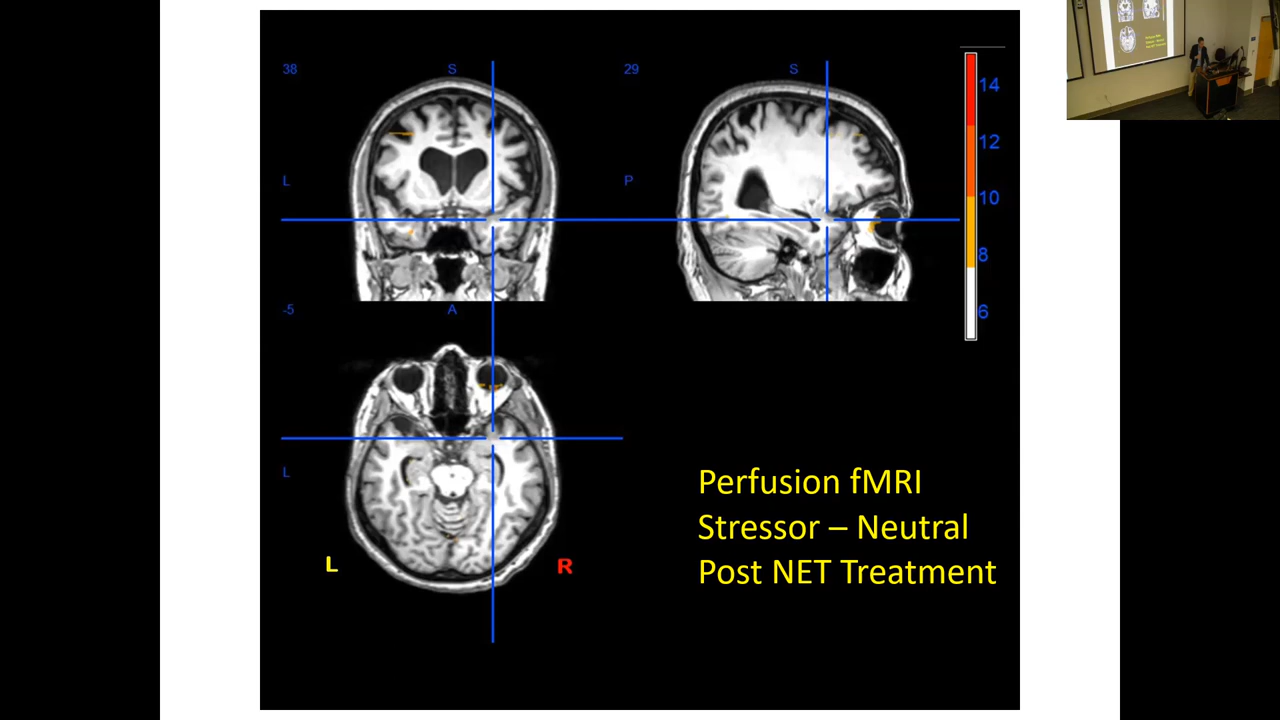 38
S
29
S
14
12
10
8
6
L
P
-5
A
L
L
R
Perfusion fMRI
Stressor – Neutral
Post NET Treatment